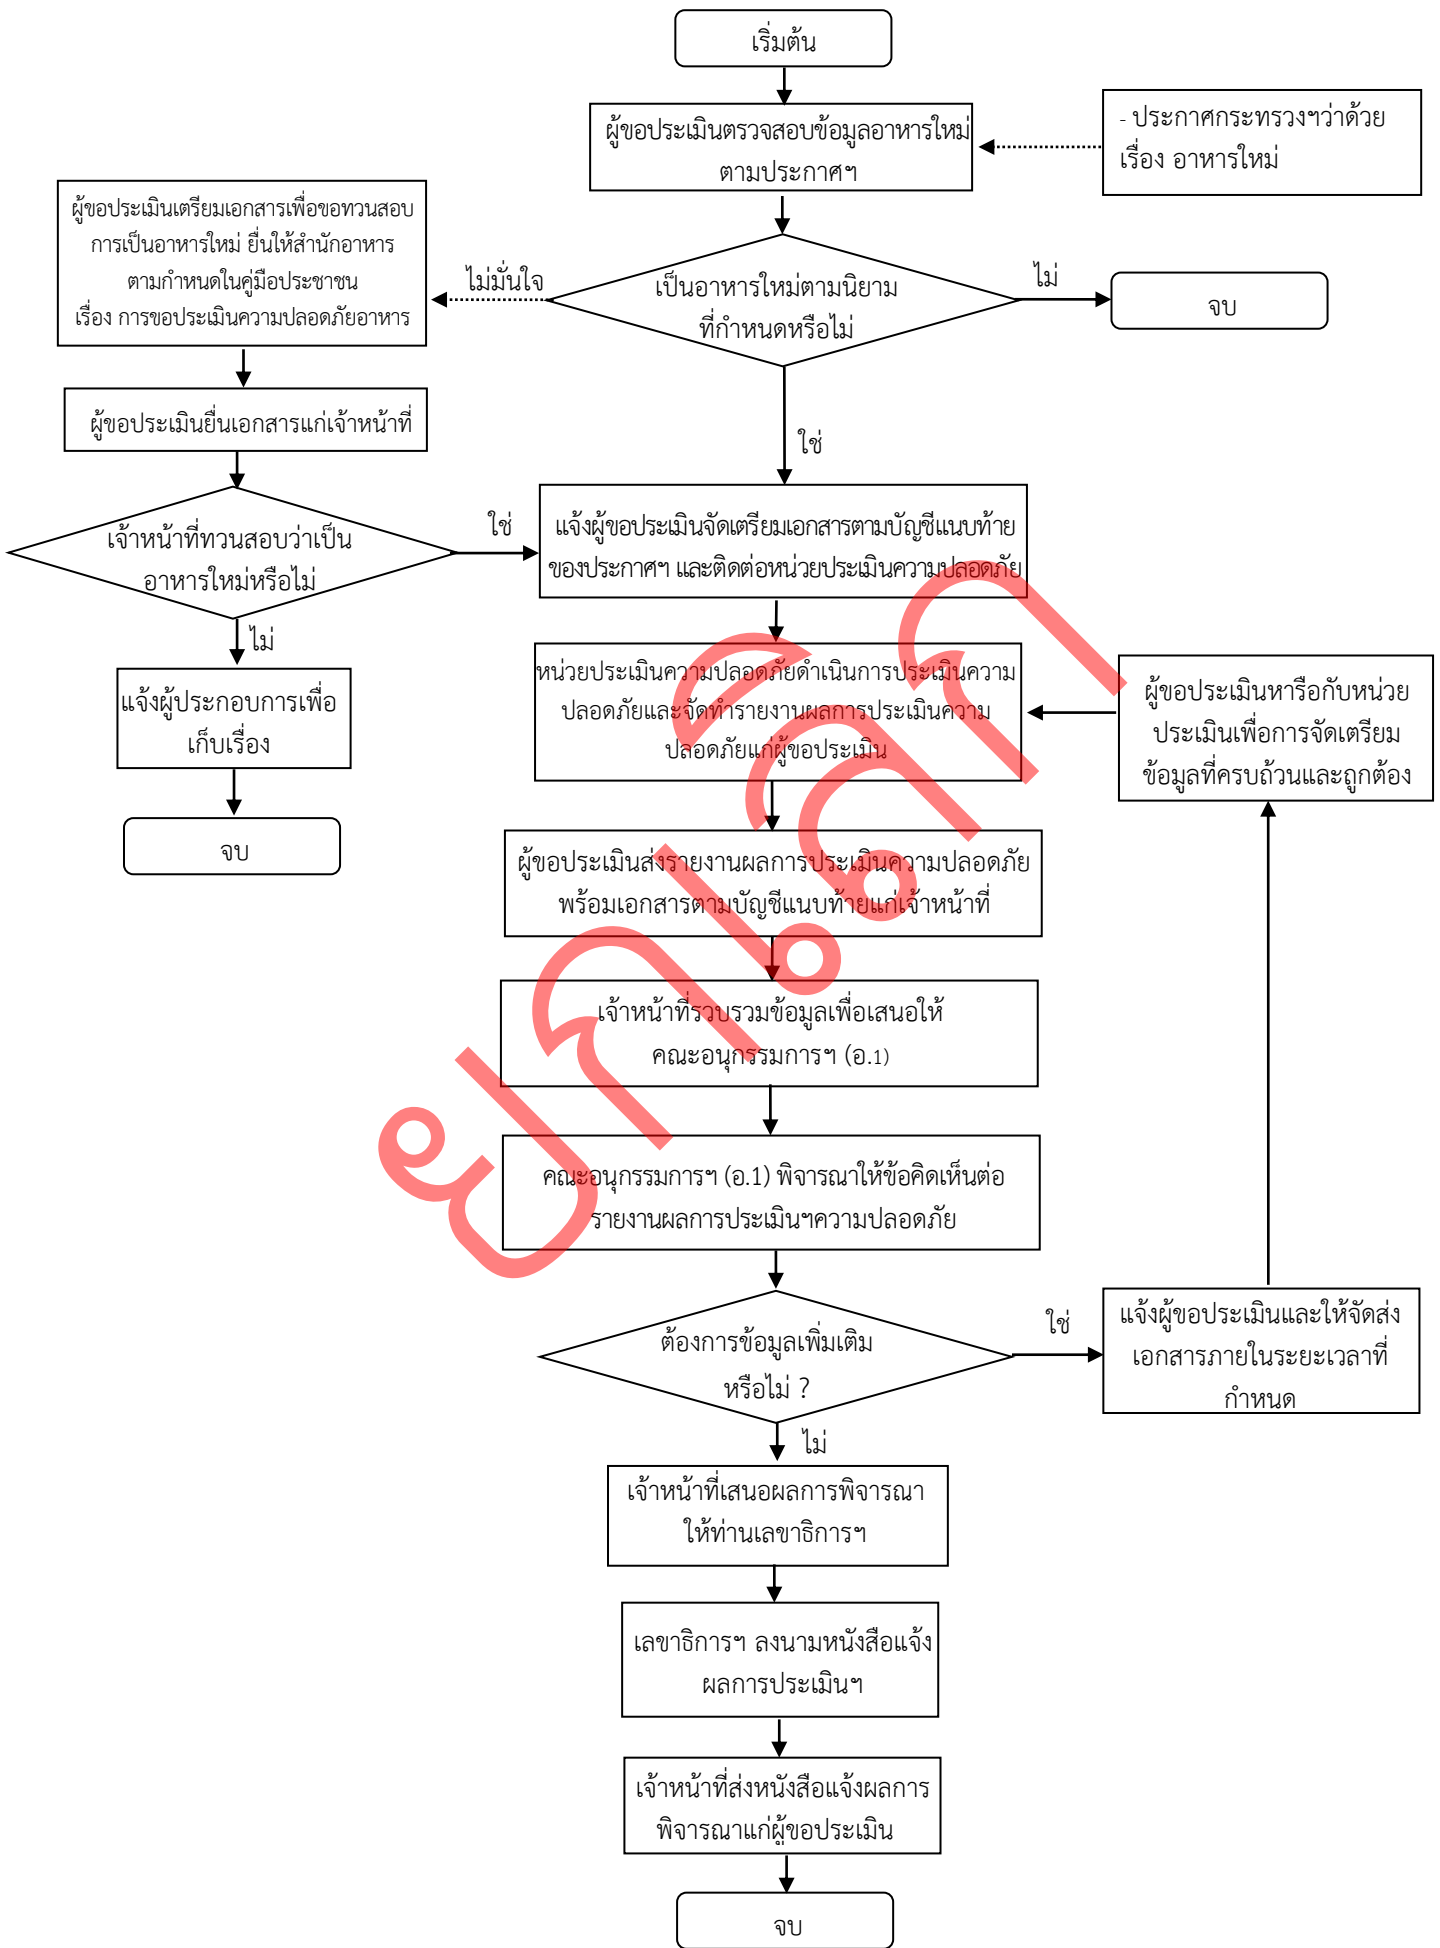 เริ่มต้น
ผู้ขอประเมินตรวจสอบข้อมูลอาหารใหม่
ตามประกาศฯ
- ประกาศกระทรวงฯว่าด้วย
เรื่อง อาหารใหม่
ผู้ขอประเมินเตรียมเอกสารเพื่อขอทวนสอบ
การเป็นอาหารใหม่ ยื่นให้สำนักอาหาร
ตามกำหนดในคู่มือประชาชน
เรื่อง การขอประเมินความปลอดภัยอาหาร
ไม่มั่นใจ
เป็นอาหารใหม่ตามนิยาม
ที่กำหนดหรือไม่
ไม่
จบ
ผู้ขอประเมินยื่นเอกสารแก่เจ้าหน้าที่
ใช่
เจ้าหน้าที่ทวนสอบว่าเป็น
อาหารใหม่หรือไม่
ใช่
แจ้งผู้ขอประเมินจัดเตรียมเอกสารตามบัญชีแนบท้าย
ของประกาศฯ และติดต่อหน่วยประเมินความปลอดภัย
ไม่
แจ้งผู้ประกอบการเพื่อ
เก็บเรื่อง
จบ
หน่วยประเมินความปลอดภัยดำเนินการประเมินความ
ปลอดภัยและจัดทำรายงานผลการประเมินความ
ปลอดภัยแก่ผู้ขอประเมิน
ผู้ขอประเมินหารือกับหน่วย
ประเมินเพื่อการจัดเตรียม
ข้อมูลที่ครบถ้วนและถูกต้อง
ผู้ขอประเมินส่งรายงานผลการประเมินความปลอดภัย
พร้อมเอกสารตามบัญชีแนบท้ายแก่เจ้าหน้าที่
เจ้าหน้าที่รวบรวมข้อมูลเพื่อเสนอให้
คณะอนุกรรมการฯ (อ.1)
คณะอนุกรรมการฯ (อ.1) พิจารณาให้ข้อคิดเห็นต่อ
รายงานผลการประเมินฯความปลอดภัย
ต้องการข้อมูลเพิ่มเติม
หรือไม่ ?
ใช่
แจ้งผู้ขอประเมินและให้จัดส่ง
เอกสารภายในระยะเวลาที่
กำหนด
ไม่
เจ้าหน้าที่เสนอผลการพิจารณา
ให้ท่านเลขาธิการฯ
เลขาธิการฯ ลงนามหนังสือแจ้ง
ผลการประเมินฯ
เจ้าหน้าที่ส่งหนังสือแจ้งผลการ
พิจารณาแก่ผู้ขอประเมิน
จบ
ยกเลิก